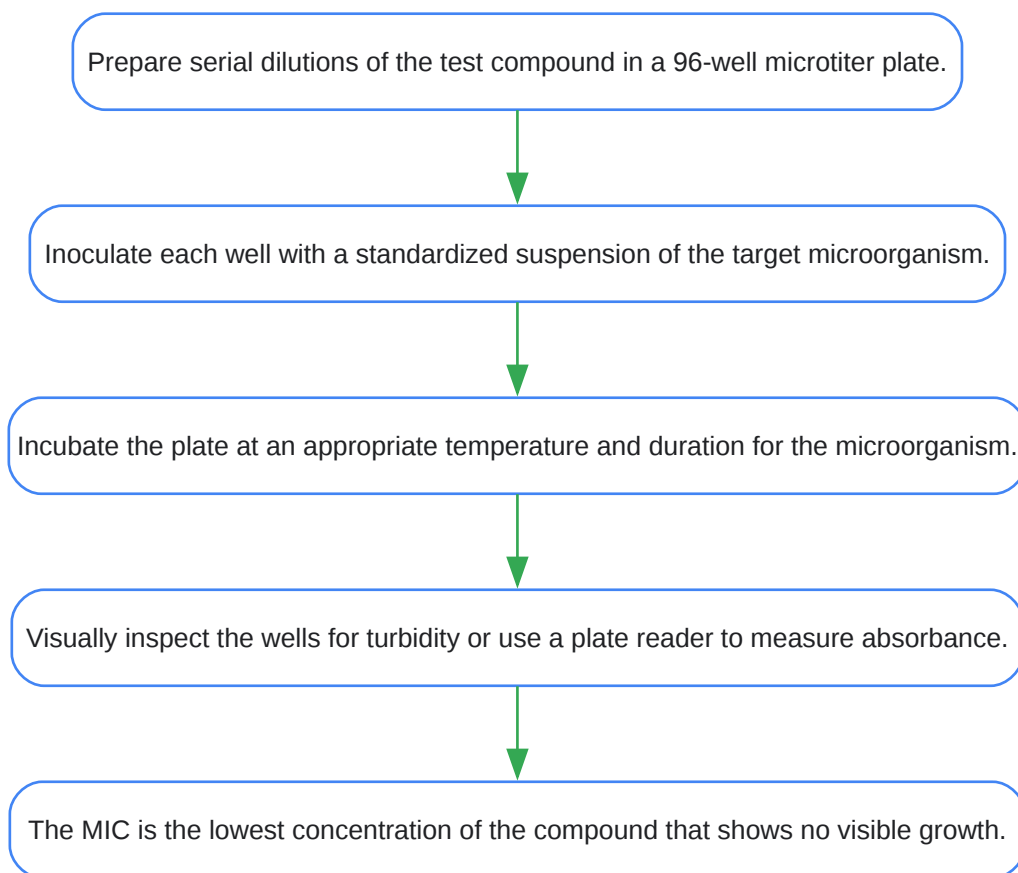 Prepare serial dilutions of the test compound in a 96-well microtiter plate.
Inoculate each well with a standardized suspension of the target microorganism.
Incubate the plate at an appropriate temperature and duration for the microorganism.
Visually inspect the wells for turbidity or use a plate reader to measure absorbance.
The MIC is the lowest concentration of the compound that shows no visible growth.